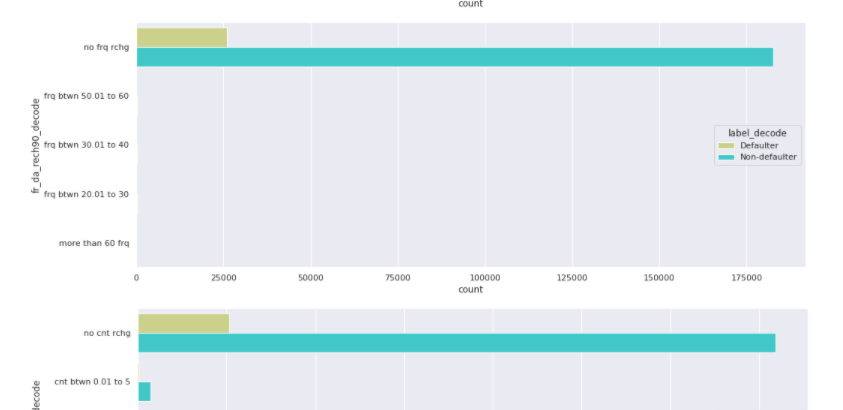 count
no frq rchg
frq btwn 50.01 to 60
frq btwn 30.01 to 40
frq btwn 20.01 to 30
more than 60 frq
fr_da_rech90_decode
label_decode
Defaulter
Non-defaulter
0 25000 50000 75000 100000 125000 150000 175000
count
no cnt rchg
cnt btwn 0.01 to 5
decode